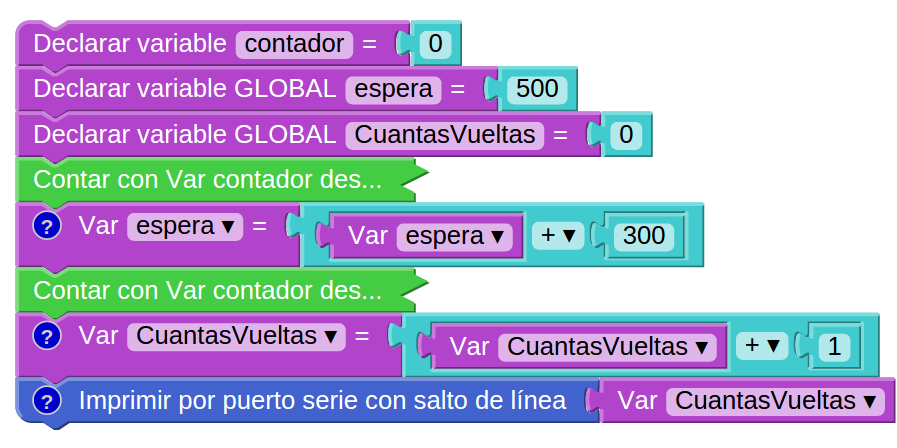 Declarar variable contador = 0
Declarar variable GLOBAL espera = 500
Declarar variable GLOBAL CuantasVueltas = 0
Contar con Var contador des...
? Var espera ▾ = Var espera ▾ + ▾ 300
Contar con Var contador des...
? Var CuantasVueltas ▾ = Var CuantasVueltas ▾ + ▾ 1
? Imprimir por puerto serie con salto de línea Var CuantasVueltas ▾